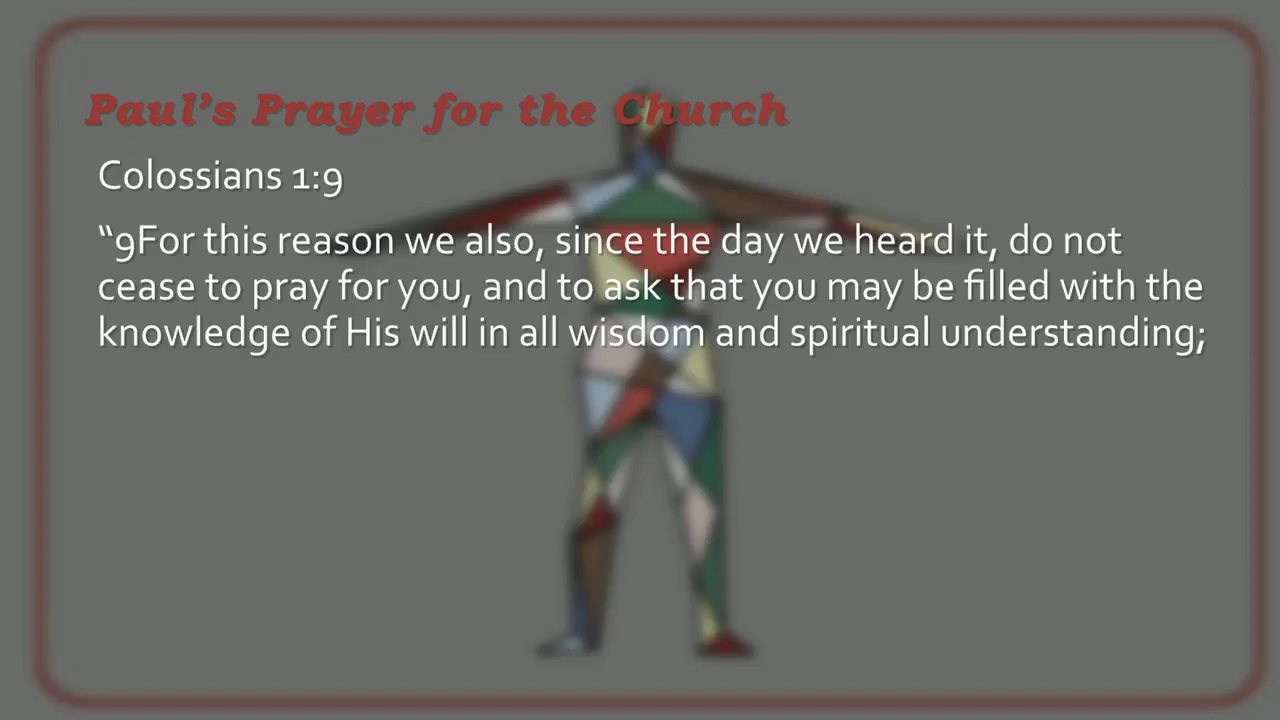 Paul’s Prayer for the Church
Colossians 1:9
“9For this reason we also, since the day we heard it, do not
cease to pray for you, and to ask that you may be filled with the
knowledge of His will in all wisdom and spiritual understanding;